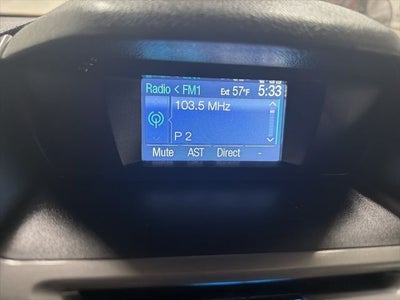 Radio < FM1 Ext 57°F 5:33
103.5 MHz
P 2
Mute AST Direct -